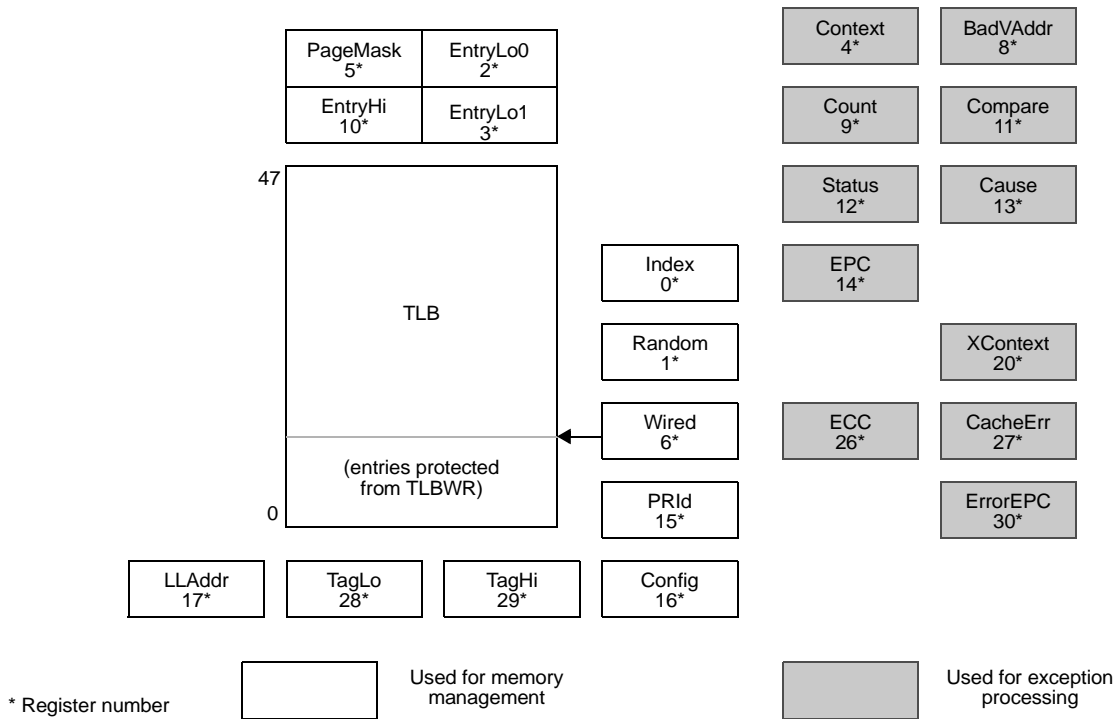 PageMask
5*
EntryLo0
2*
EntryHi
10*
EntryLo1
3*
Context
4*
BadVAddr
8*
Count
9*
Compare
11*
47
Status
12*
Cause
13*
Index
0*
EPC
14*
TLB
Random
1*
XContext
20*
Wired
6*
ECC
26*
CacheErr
27*
(entries protected
from TLBWR)
0
PRId
15*
ErrorEPC
30*
LLAddr
17*
TagLo
28*
TagHi
29*
Config
16*
* Register number
Used for memory
management
Used for exception
processing